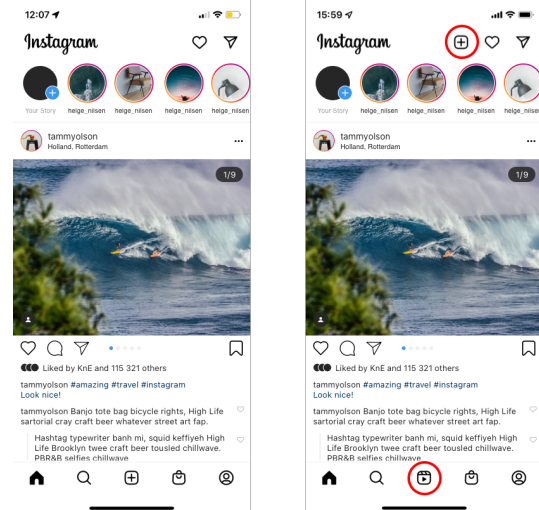 12:07
Instagram
Your Story
helge_nilsen
helge_nilsen
helge_nilsen
helge_nilsen
tammyolson
Holland, Rotterdam
1/9
Liked by KnE and 115 321 others
tammyolson #amazing #travel #instagram
Look nice!
tammyolson Banjo tote bag bicycle rights, High Life
sartorial cray craft beer whatever street art fap.
Hashtag typewriter banh mi, squid keffiyeh High
Life Brooklyn twee craft beer tousled chillwave.
PBR&B selfies chillwave
15:59
Instagram
Your Story
helge_nilsen
helge_nilsen
helge_nilsen
helge_nilse
tammyolson
Holland, Rotterdam
1/9
Liked by KnE and 115 321 others
tammyolson #amazing #travel #instagram
Look nice!
tammyolson Banjo tote bag bicycle rights, High Life
sartorial cray craft beer whatever street art fap.
Hashtag typewriter banh mi, squid keffiyeh High
Life Brooklyn twee craft beer tousled chillwave.
PBR&B selfies chillwave